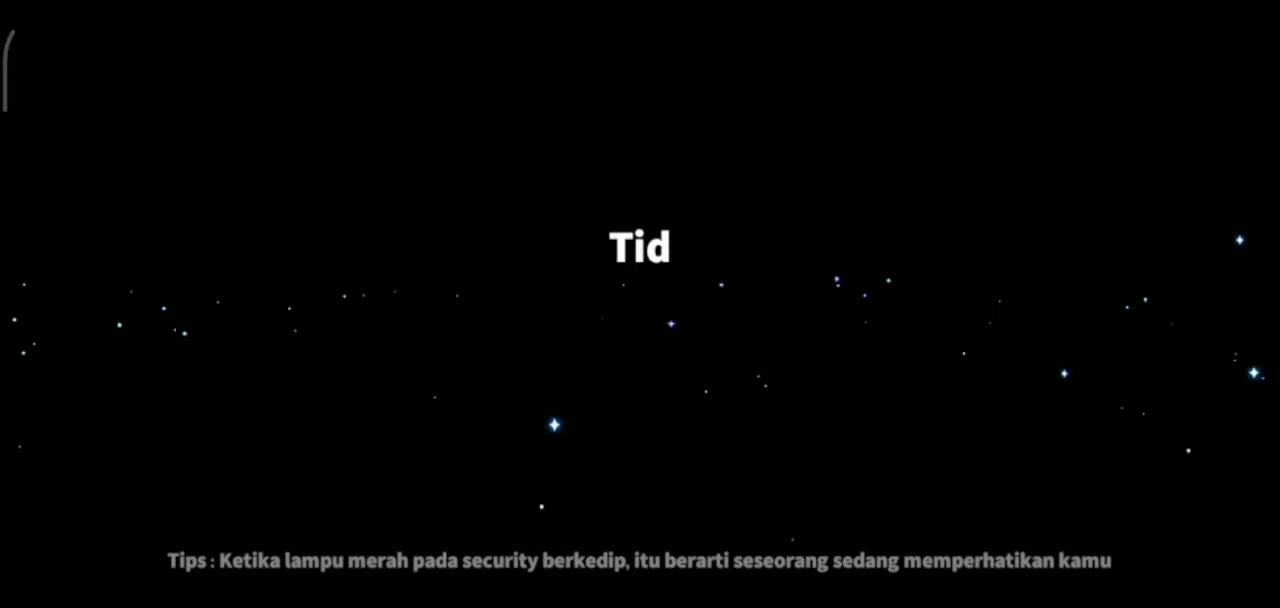 Tid
Tips : Ketika lampu merah pada security berkedip, itu berarti seseorang sedang memperhatikan kamu